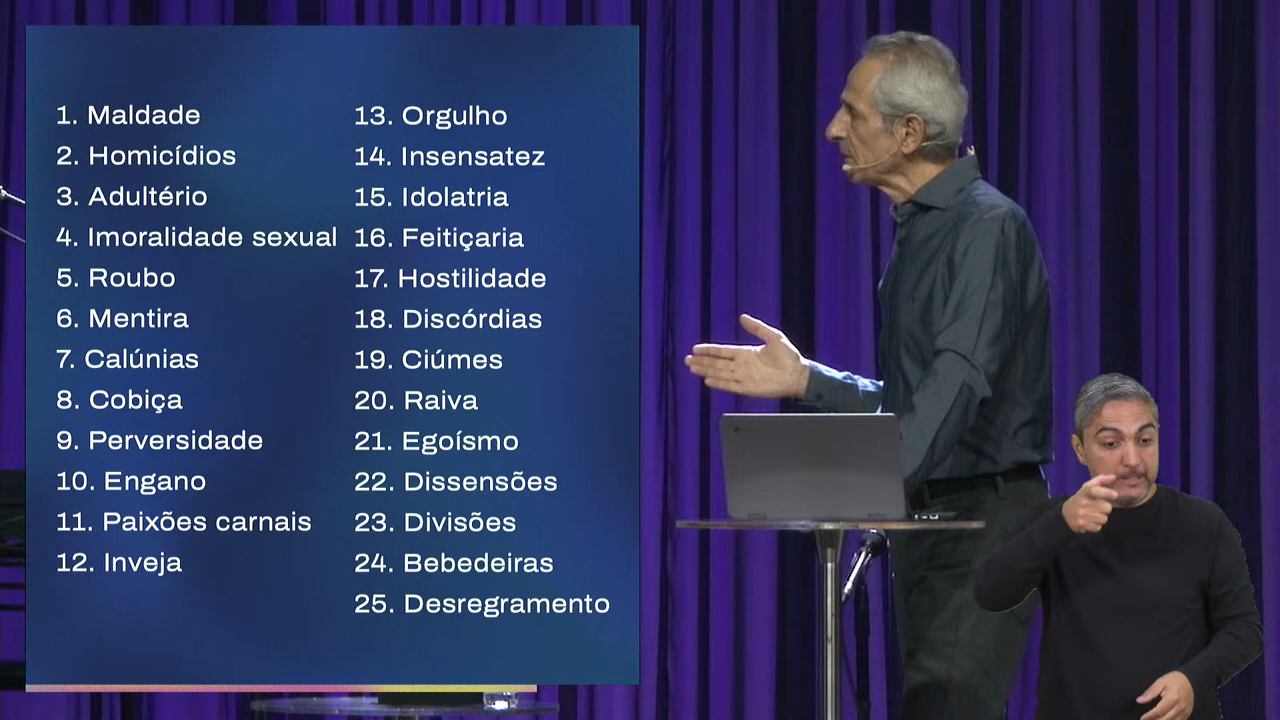 1. Maldade
2. Homicídios
3. Adultério
4. Imoralidade sexual
5. Roubo
6. Mentira
7. Calúnias
8. Cobiça
9. Perversidade
10. Engano
11. Paixões carnais
12. Inveja
13. Orgulho
14. Insensatez
15. Idolatria
16. Feitiçaria
17. Hostilidade
18. Discórdias
19. Ciúmes
20. Raiva
21. Egoísmo
22. Dissensões
23. Divisões
24. Bebedeiras
25. Desregramento